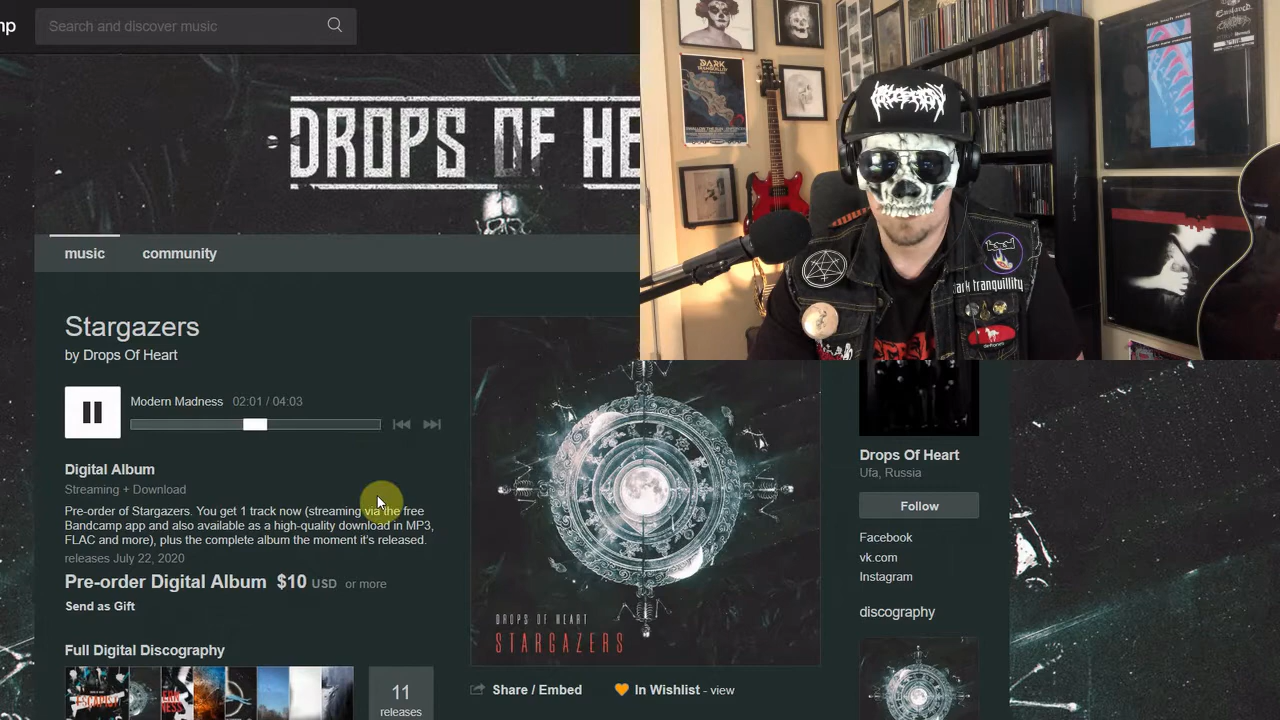 mp
Search and discover music
DROPS OF HE
music
community
Stargazers
by Drops Of Heart
Modern Madness 02:01 / 04:03
Digital Album
Streaming + Download
Pre-order of Stargazers. You get 1 track now (streaming via the free
Bandcamp app and also available as a high-quality download in MP3,
FLAC and more), plus the complete album the moment it's released.
releases July 22, 2020
Pre-order Digital Album $10 USD or more
Send as Gift
Full Digital Discography
11
releases
DROPS OF HEART
STARGAZERS
Share / Embed
In Wishlist - view
Drops Of Heart
Ufa, Russia
Follow
Facebook
vk.com
Instagram
discography
DARK
TRANQUILLITY
dark tranquillity
deftones